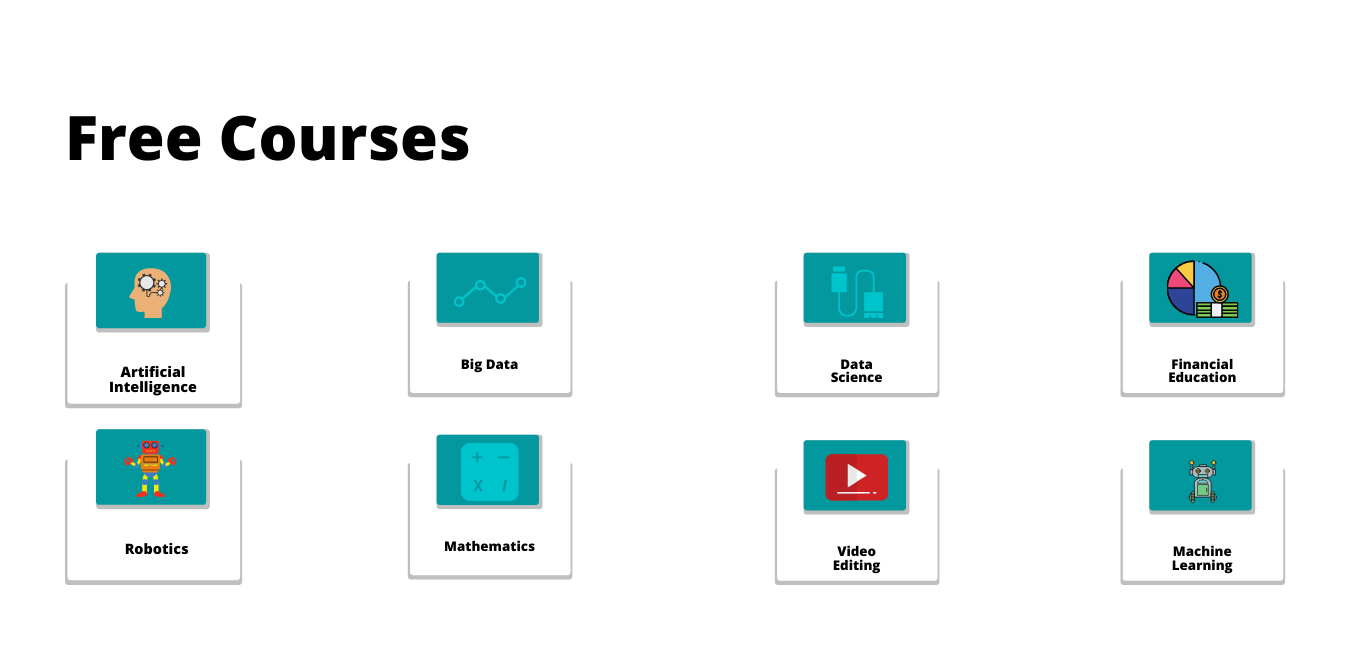 Free Courses
Artificial
Intelligence
Big Data
Data
Science
$
Financial
Education
Robotics
+ −
X /
Mathematics
Video
Editing
Machine
Learning